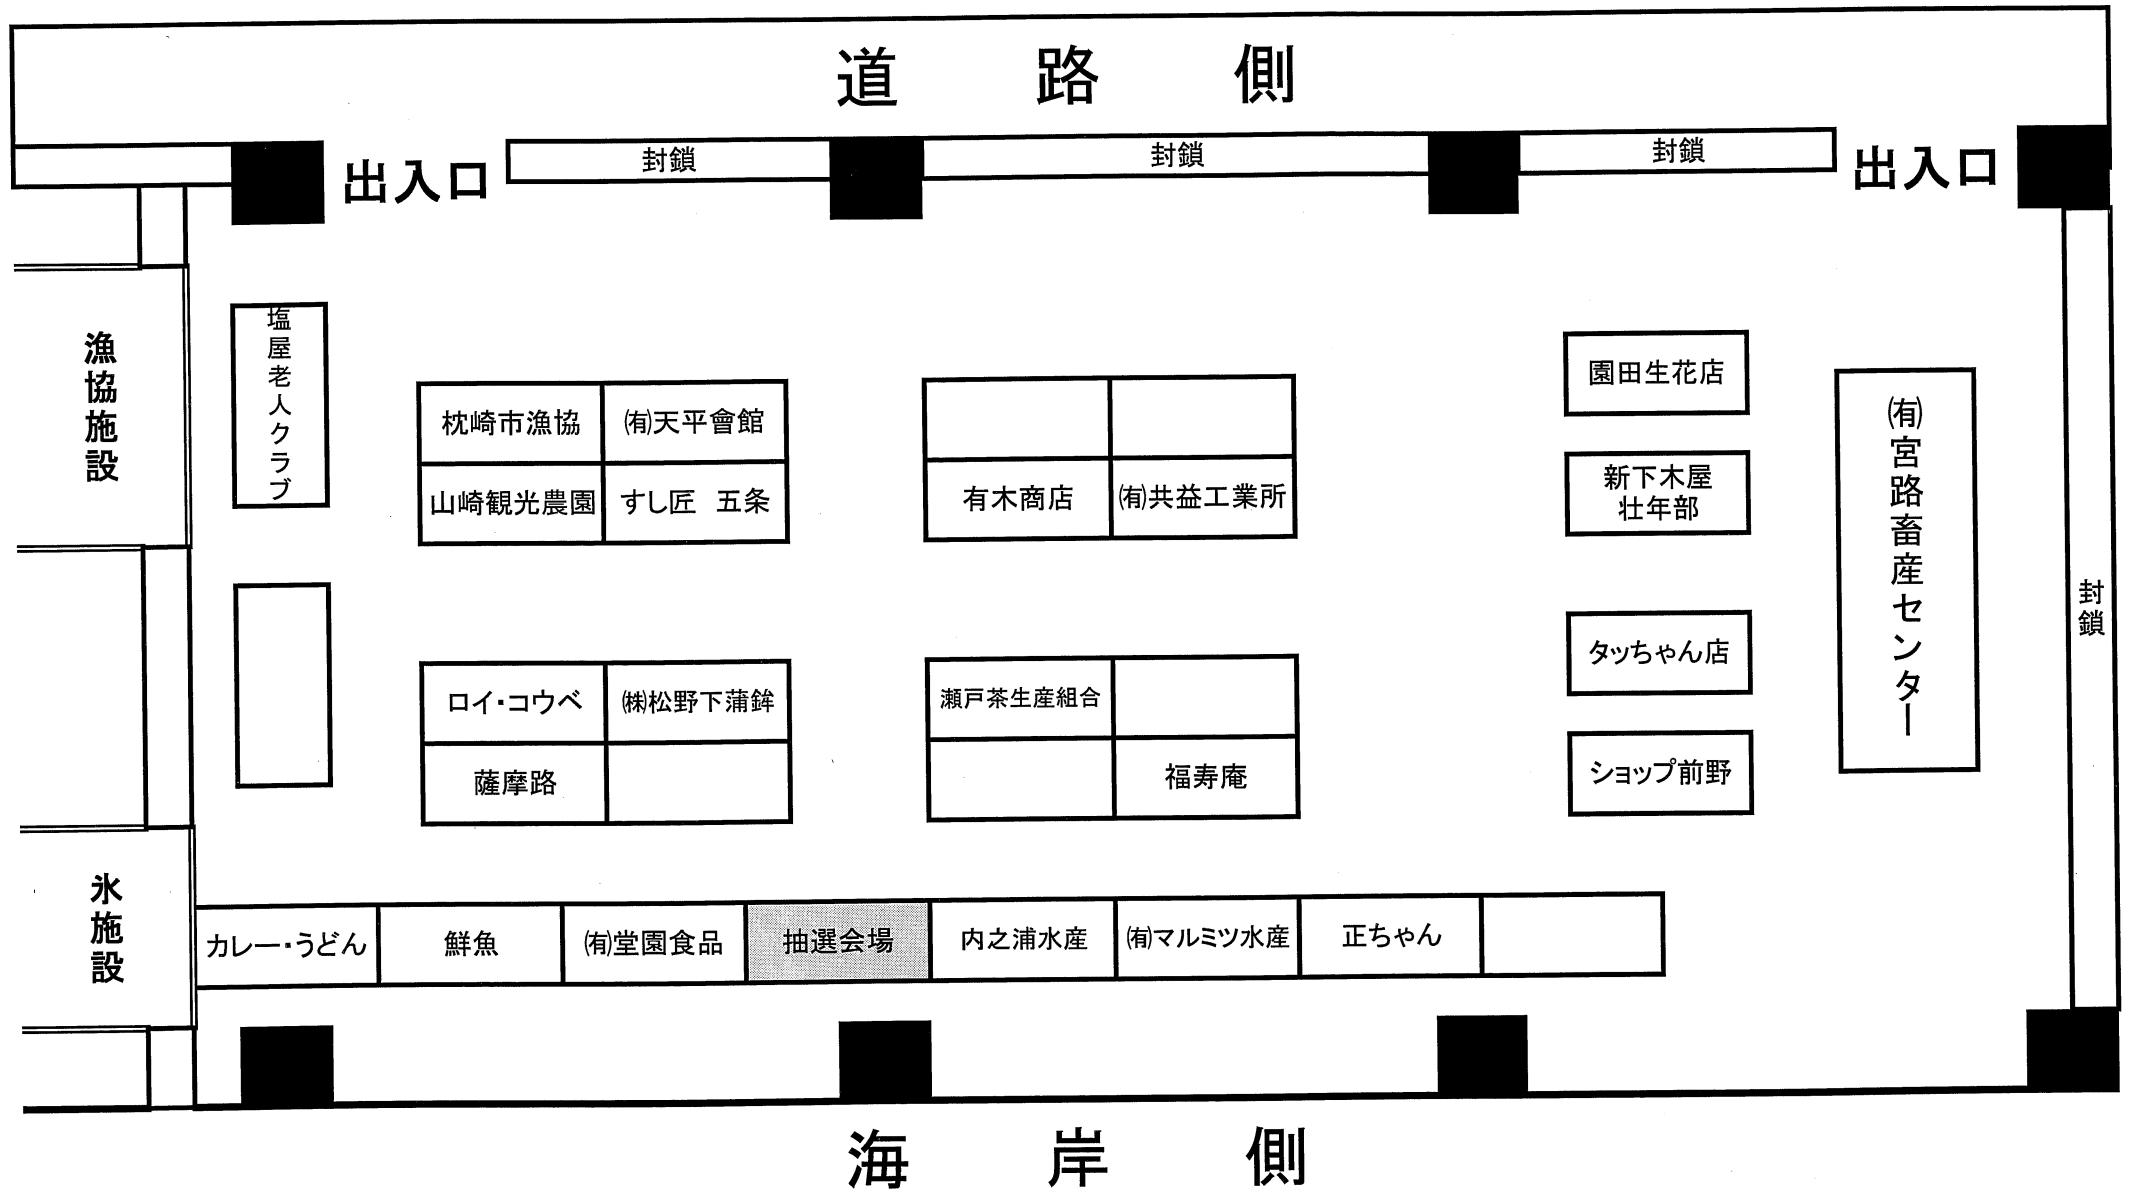 道 路 側
出入口
封鎖
封鎖
封鎖
出入口
漁協施設
塩屋老人クラブ
枕崎市漁協
㈲天平會館
山崎観光農園
すし匠 五条
有木商店
㈲共益工業所
園田生花店
新下木屋
壮年部
㈲宮路畜産センター
封鎖
ロイ・コウベ
㈱松野下蒲鉾
薩摩路
瀬戸茶生産組合
福寿庵
タッちゃん店
ショップ前野
氷施設
カレー・うどん
鮮魚
㈲堂園食品
抽選会場
内之浦水産
㈲マルミツ水産
正ちゃん
海 岸 側